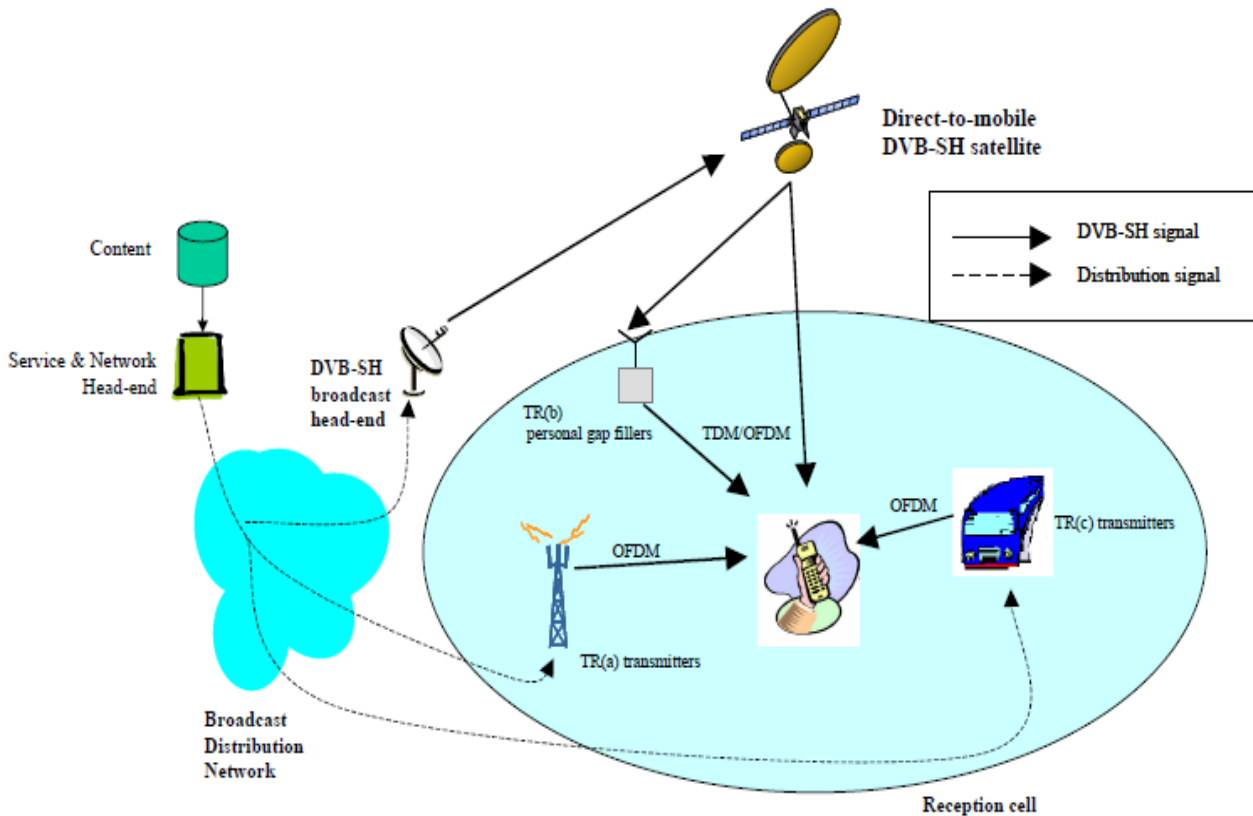 Direct-to-mobile
DVB-SH satellite
DVB-SH signal
Distribution signal
Content
Service & Network
Head-end
DVB-SH
broadcast
head-end
TR(b)
personal gap fillers
TDM/OFDM
OFDM
TR(c) transmitters
OFDM
TR(a) transmitters
Broadcast
Distribution
Network
Reception cell